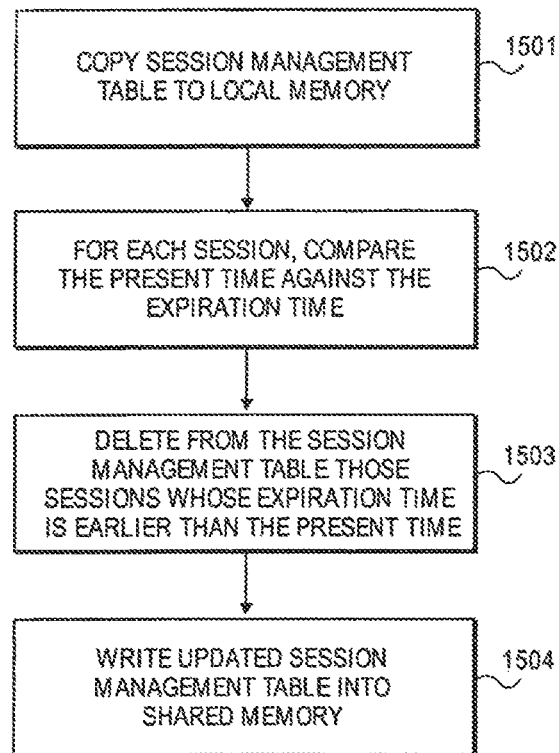 COPY SESSION MANAGEMENT
TABLE TO LOCAL MEMORY
1501
FOR EACH SESSION, COMPARE
THE PRESENT TIME AGAINST THE
EXPIRATION TIME
1502
DELETE FROM THE SESSION
MANAGEMENT TABLE THOSE
SESSIONS WHOSE EXPIRATION TIME
IS EARLIER THAN THE PRESENT TIME
1503
WRITE UPDATED SESSION
MANAGEMENT TABLE INTO
SHARED MEMORY
1504